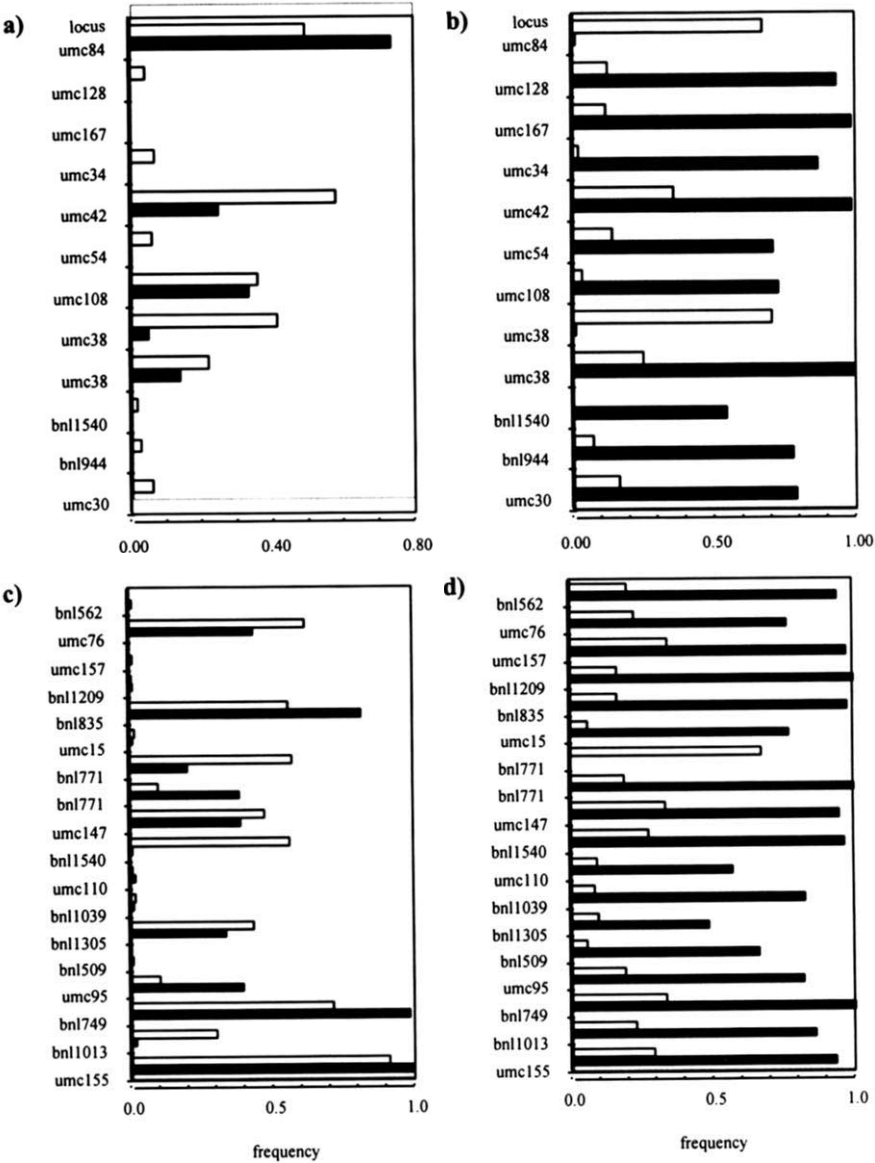 a)
locus
umc84
umc128
umc167
umc34
umc42
umc54
umc108
umc38
umc38
bnl1540
bnl944
umc30
0.00 0.40 0.80
b)
locus
umc84
umc128
umc167
umc34
umc42
umc54
umc108
umc38
umc38
bnl1540
bnl944
umc30
0.00 0.50 1.00
c)
bnl562
umc76
umc157
bnl1209
bnl835
umc15
bnl771
bnl771
umc147
bnl1540
umc110
bnl1039
bnl1305
bnl509
umc95
bnl749
bnl1013
umc155
0.0 0.5 1.0
frequency
d)
bnl562
umc76
umc157
bnl1209
bnl835
umc15
bnl771
bnl771
umc147
bnl1540
umc110
bnl1039
bnl1305
bnl509
umc95
bnl749
bnl1013
umc155
0.0 0.5 1.0
frequency